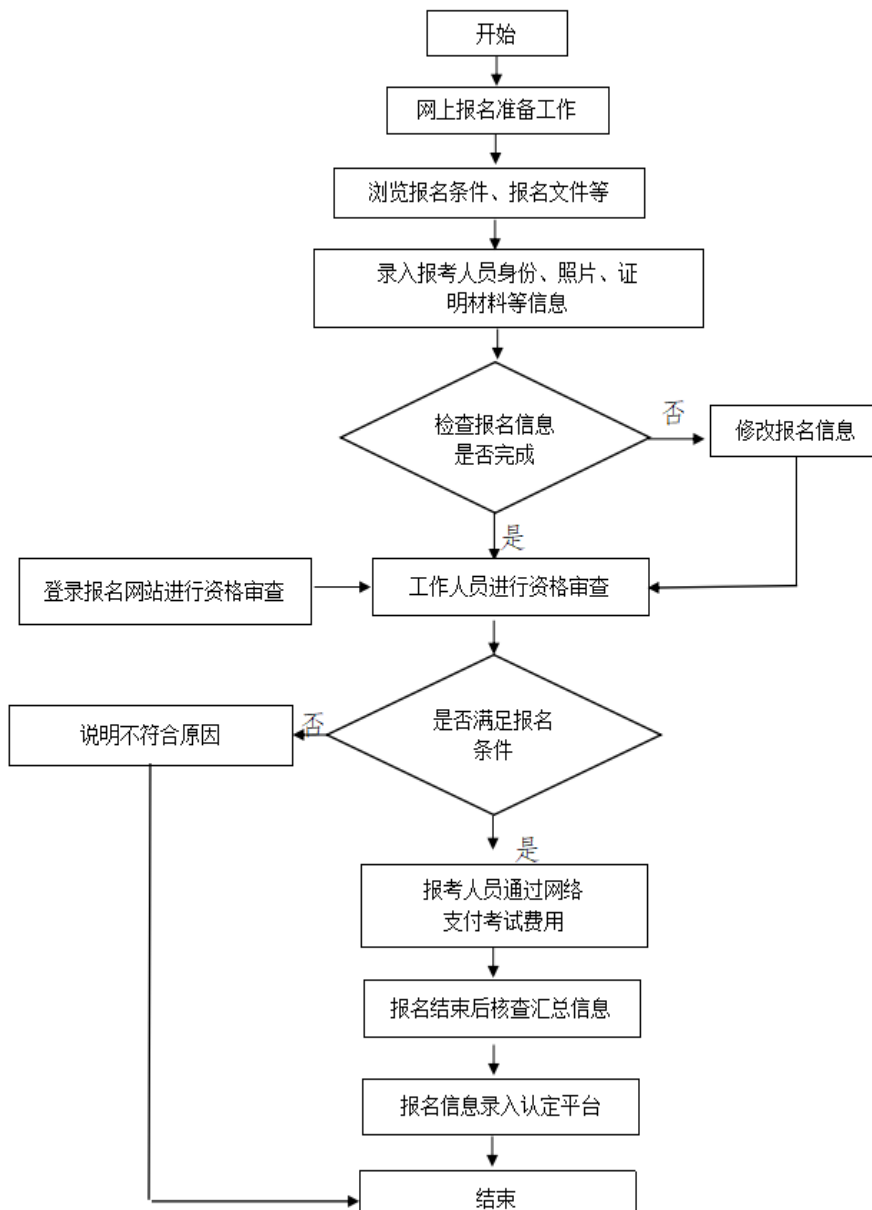 开始
网上报名准备工作
浏览报名条件、报名文件等
录入报考人员身份、照片、证
明材料等信息
检查报名信息
是否完成
否
修改报名信息
是
登录报名网站进行资格审查
工作人员进行资格审查
说明不符合原因
否
是否满足报名
条件
是
报考人员通过网络
支付考试费用
报名结束后核查汇总信息
报名信息录入认定平台
结束